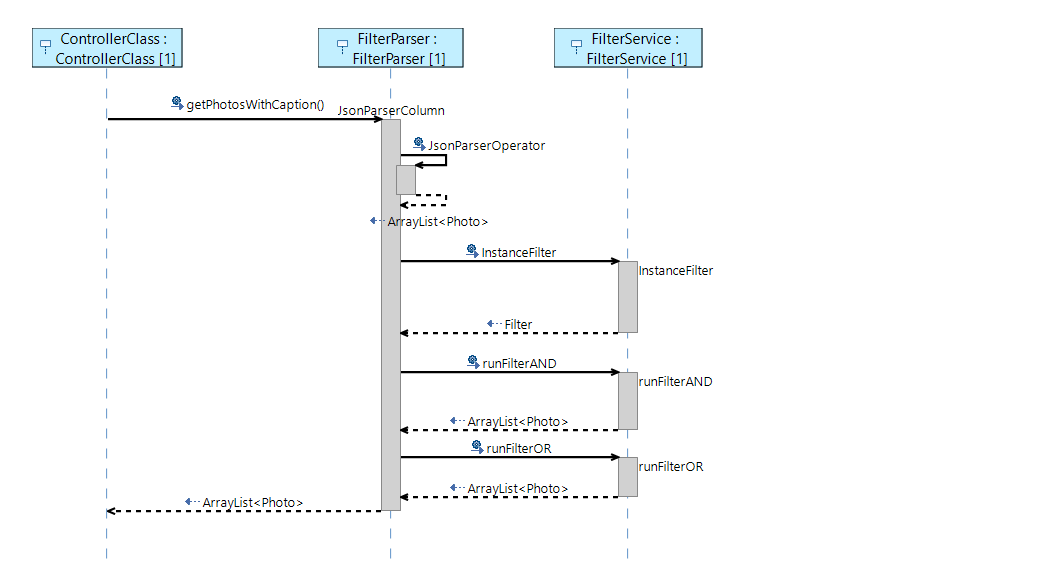 ControllerClass :
ControllerClass [1]
FilterParser :
FilterParser [1]
FilterService :
FilterService [1]
getPhotosWithCaption()
JsonParserColumn
JsonParserOperator
ArrayList<Photo>
InstanceFilter
InstanceFilter
Filter
runFilterAND
runFilterAND
ArrayList<Photo>
runFilterOR
runFilterOR
ArrayList<Photo>
ArrayList<Photo>